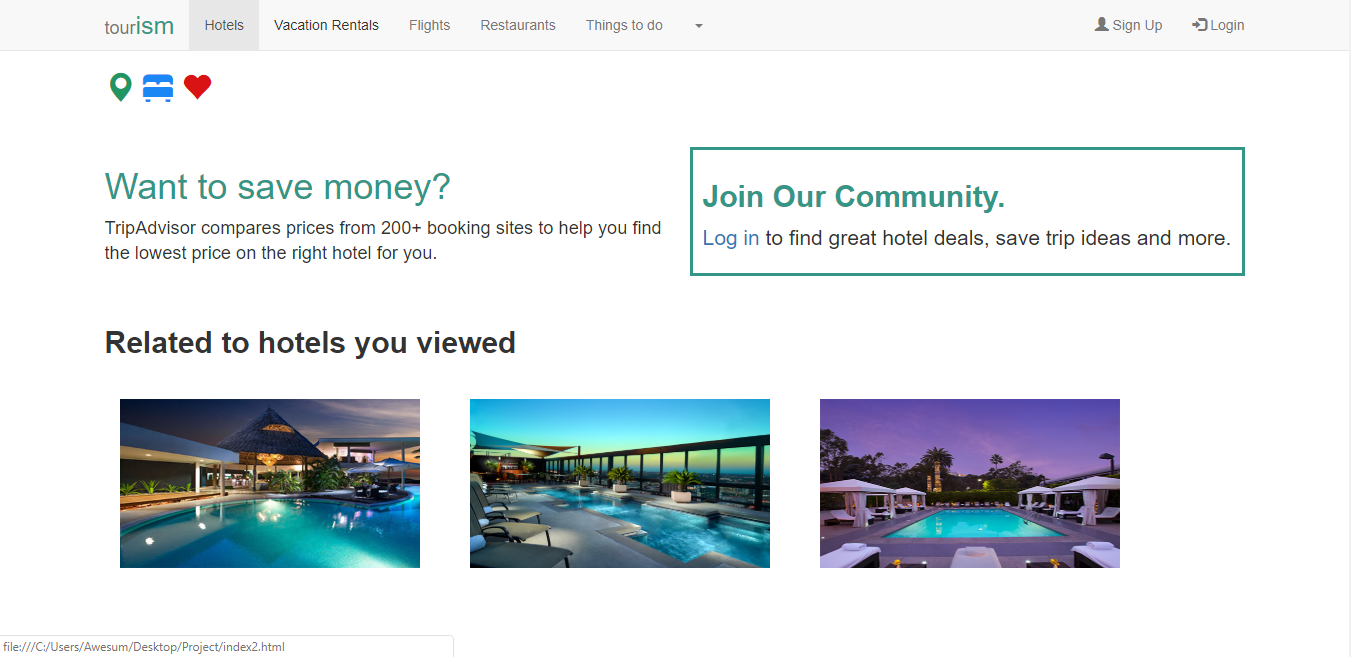 tourism Hotels Vacation Rentals Flights Restaurants Things to do Sign Up Login
Want to save money?
TripAdvisor compares prices from 200+ booking sites to help you find
the lowest price on the right hotel for you.
Join Our Community.
Log in to find great hotel deals, save trip ideas and more.
Related to hotels you viewed
file:///C:/Users/Awesum/Desktop/Project/index2.html